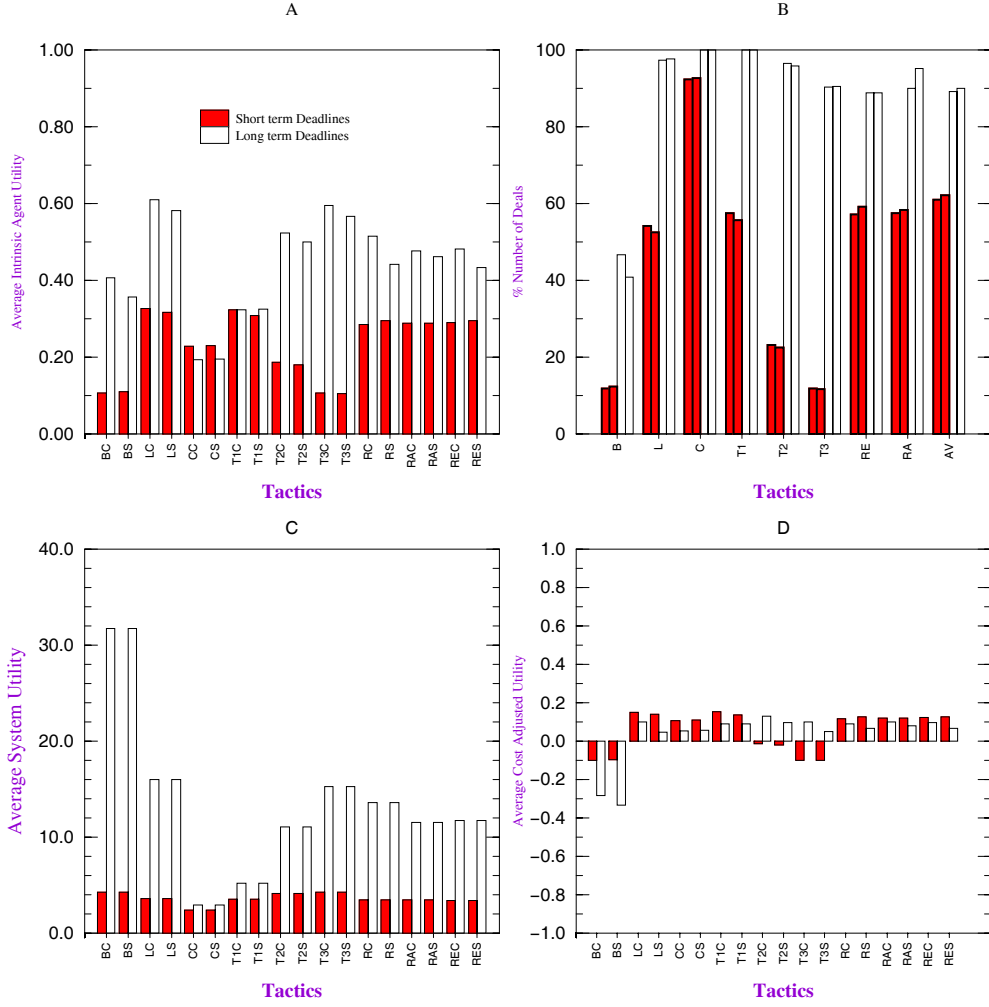 A
1.00
0.80
0.60
0.40
0.20
0.00
Average Intrinsic Agent Utility
Short term Deadlines
Long term Deadlines
BC
BS
LC
LS
CC
CS
T1C
T1S
T2C
T2S
T3C
T3S
RC
RS
RAC
RAS
REC
RES
Tactics
B
100
80
60
40
20
0
% Number of Deals
B
L
C
T1
T2
T3
RE
RA
AV
Tactics
C
40.0
30.0
20.0
10.0
0.0
Average System Utility
BC
BS
LC
LS
CC
CS
T1C
T1S
T2C
T2S
T3C
T3S
RC
RS
RAC
RAS
REC
RES
Tactics
D
1.0
0.8
0.6
0.4
0.2
0.0
−0.2
−0.4
−0.6
−0.8
−1.0
Average Cost Adjusted Utility
BC
BS
LC
LS
CC
CS
T1C
T1S
T2C
T2S
T3C
T3S
RC
RS
RAC
RAS
REC
RES
Tactics